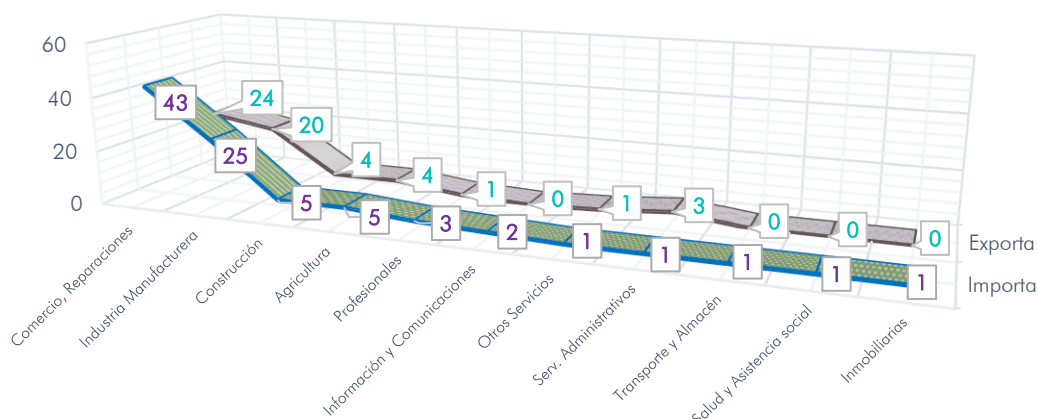 60
40
20
0
24
20
4
4
1
0
1
3
0
0
0
43
25
5
5
3
2
1
1
1
1
1
Exporta
Importa
Comercio, Reparaciones
Industria Manufacturera
Construcción
Agricultura
Profesionales
Información y Comunicaciones
Otros Servicios
Serv. Administrativos
Transporte y Almacén
Salud y Asistencia social
Inmobiliarias